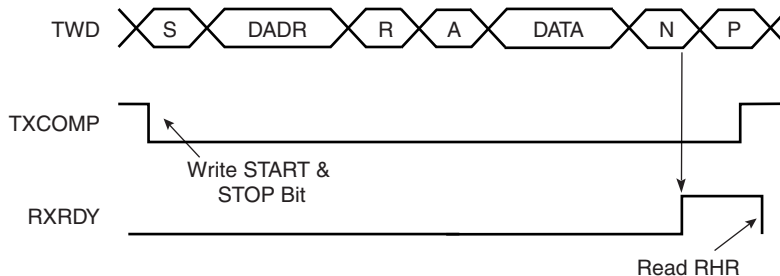 TWD S DADR R A DATA N P
TXCOMP
Write START &
STOP Bit
RXRDY
Read RHR